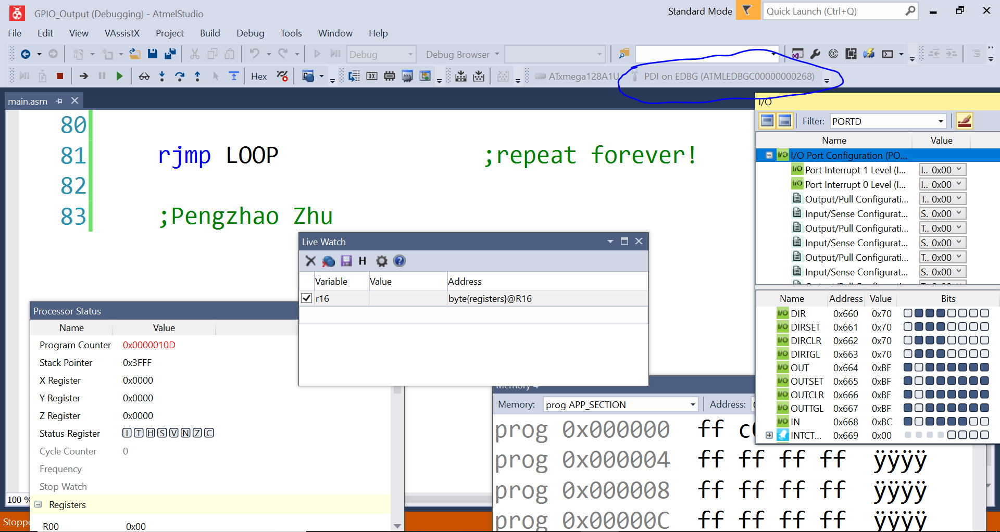 GPIO_Output (Debugging) - AtmelStudio
Standard Mode
Quick Launch (Ctrl+Q)
File Edit View VAssistX Project Build Debug Tools Window Help
Debug
Debug Browser
Hex
ATxmega128A1U
PDI on EDBG (ATMLEDBGC00000000268)
main.asm
80
81 rjmp LOOP ;repeat forever!
82
83 ;Pengzhao Zhu
100 %
Live Watch
H
Variable Value Address
r16 byte{registers}@R16
Processor Status
Name Value
Program Counter 0x0000010D
Stack Pointer 0x3FFF
X Register 0x0000
Y Register 0x0000
Z Register 0x0000
Status Register I T H S V N Z C
Cycle Counter 0
Frequency
Stop Watch
Registers
R00 0x00
Stoppe
Memory 4
Memory: prog APP_SECTION Address:
prog 0x000000 ff
prog 0x000004 ff ff ff ff ÿÿÿÿ
prog 0x000008 ff ff ff ff ÿÿÿÿ
prog 0x00000C ff ff ff ff ÿÿÿÿ
I/O
Filter: PORTD
Name Value
I/O Port Configuration (PO...
Port Interrupt 1 Level (I... I.. 0x00
Port Interrupt 0 Level (I... I.. 0x00
Output/Pull Configurati... T.. 0x00
Input/Sense Configurat... S. 0x00
Output/Pull Configurati... T.. 0x00
Input/Sense Configurat... S. 0x00
Output/Pull Configurati... T.. 0x00
Input/Sense Configurat... S. 0x00
Name Address Value Bits
I/O DIR 0x660 0x70
I/O DIRSET 0x661 0x70
I/O DIRCLR 0x662 0x70
I/O DIRTGL 0x663 0x70
I/O OUT 0x664 0xBF
I/O OUTSET 0x665 0xBF
I/O OUTCLR 0x666 0xBF
I/O OUTTGL 0x667 0xBF
I/O IN 0x668 0xBC
INTCT... 0x669 0x00